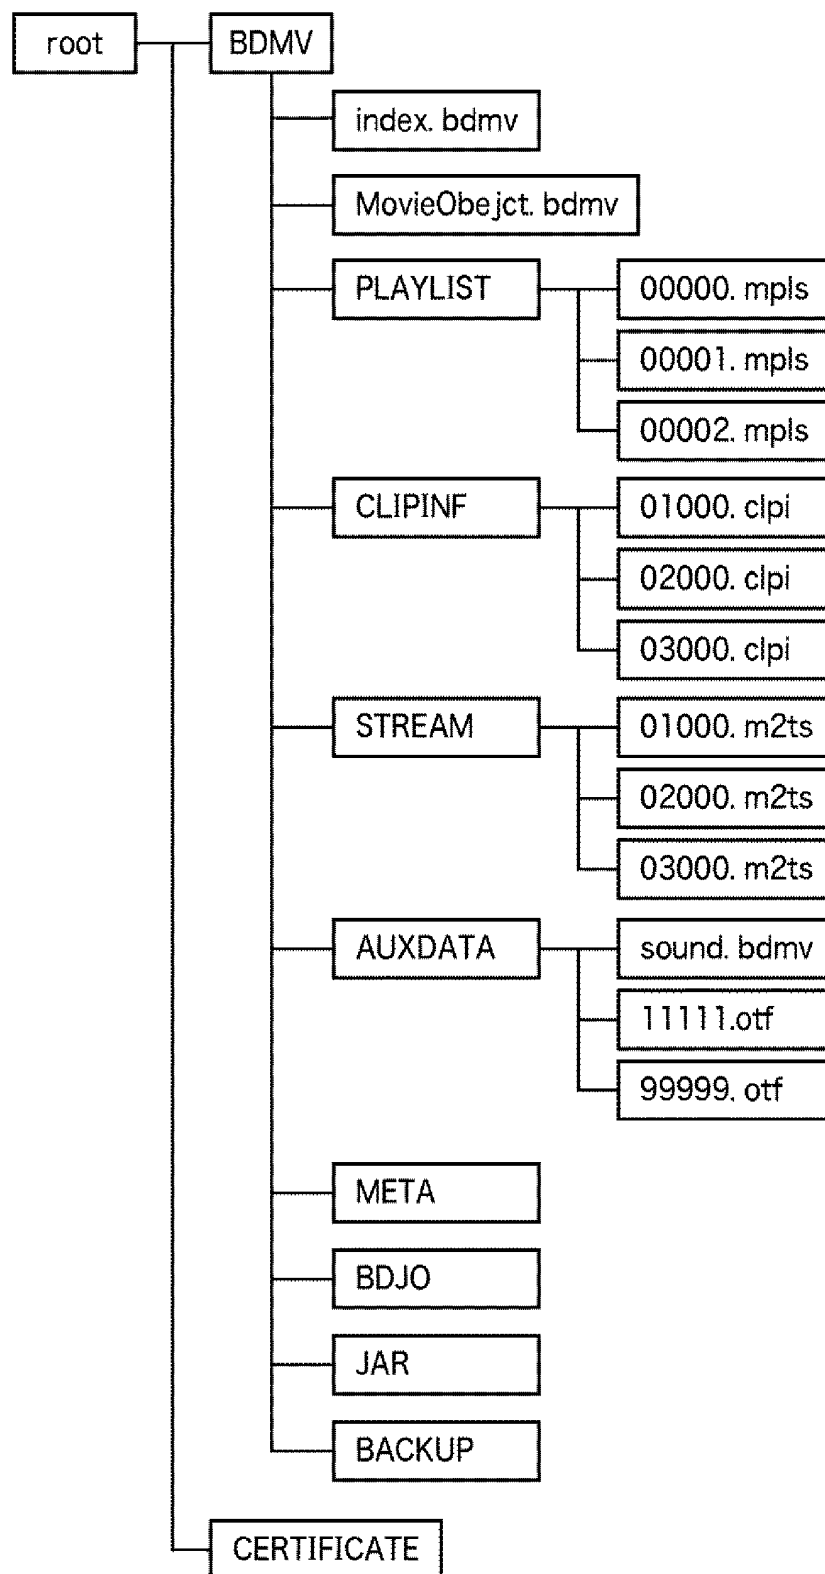 root
BDMV
index. bdmv
MovieObejct. bdmv
PLAYLIST
00000. mpls
00001. mpls
00002. mpls
CLIPINF
01000. clpi
02000. clpi
03000. clpi
STREAM
01000. m2ts
02000. m2ts
03000. m2ts
AUXDATA
sound. bdmv
11111.otf
99999. otf
META
BDJO
JAR
BACKUP
CERTIFICATE